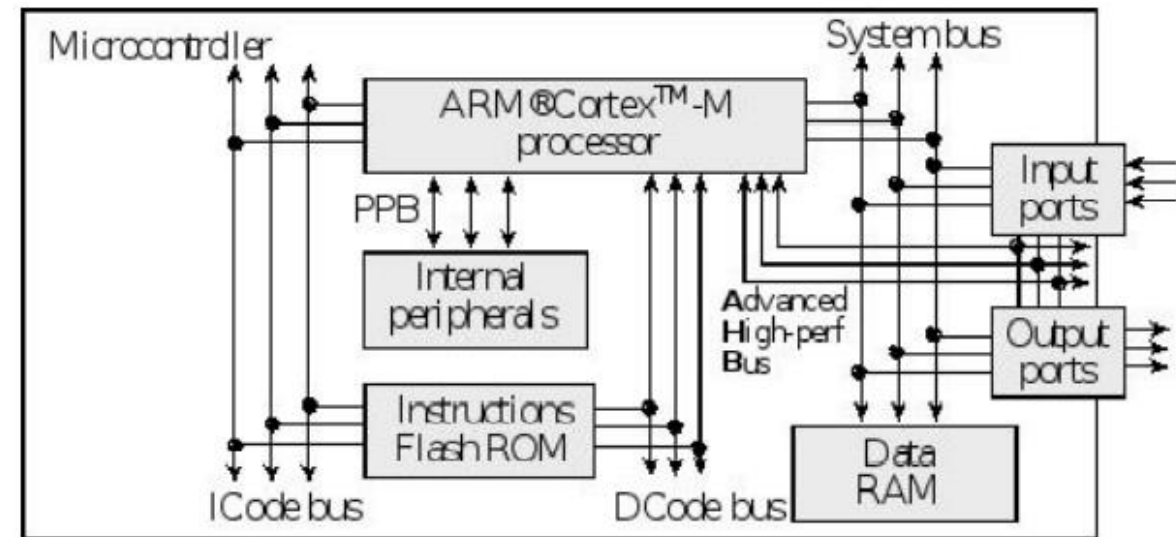 Microcontroller
System bus
ARM®Cortex™-M
processor
Input
ports
PPB
Internal
peripherals
Advanced
High-perf
Bus
Output
ports
Instructions
Flash ROM
Data
RAM
ICode bus
DCode bus